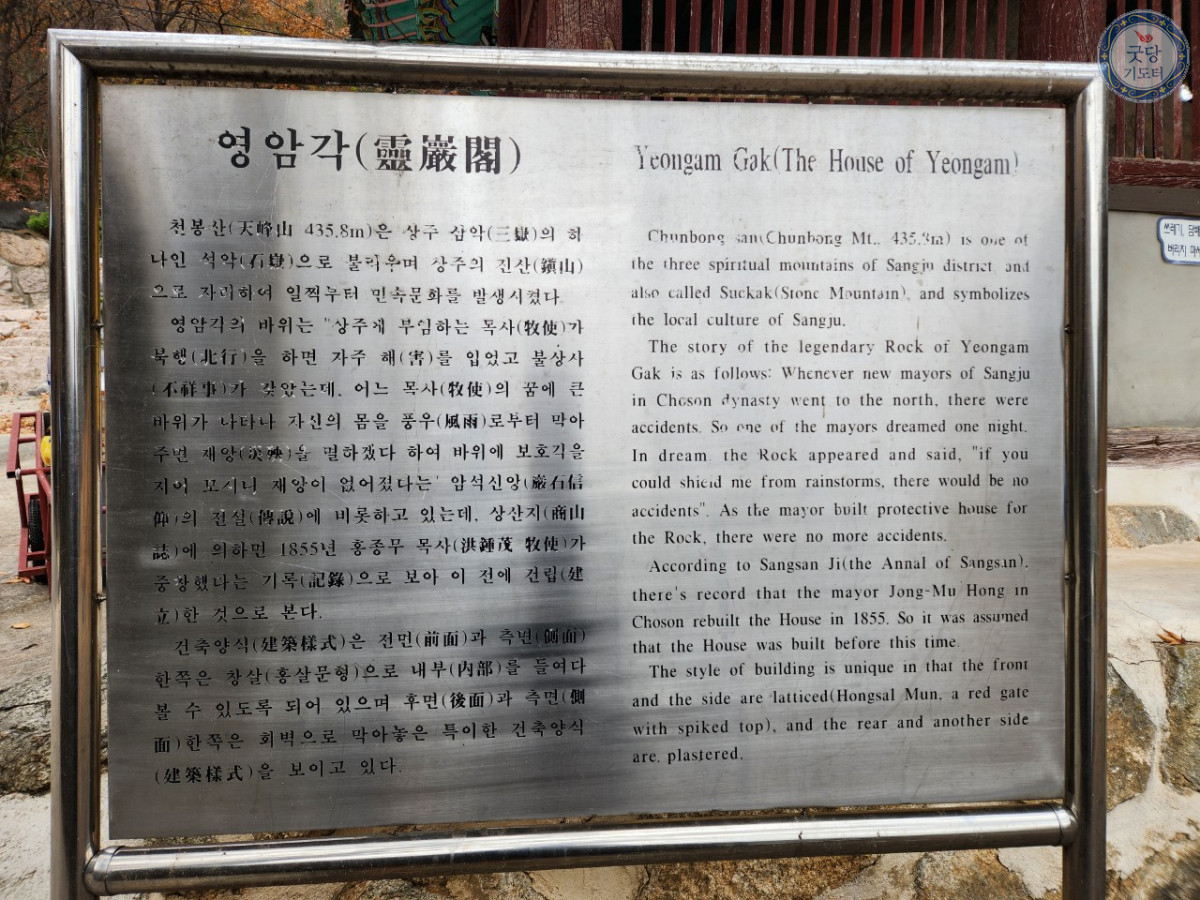 영암각(靈巖閣)
천봉산(天峰山 435.8m)은 상주 삼악(三嶽)의 하
나인 석악(石嶽)으로 불리우며 상주의 진산(鎭山)
으로 자리하여 일찍부터 민속문화를 발생시켰다.
영암각의 바위는 "상주에 부임하는 목사(牧使)가
북행(北行)을 하면 자주 해(害)를 입었고 불상사
(不祥事)가 잦았는데, 어느 목사(牧使)의 꿈에 큰
바위가 나타나 자신의 몸을 풍우(風雨)로부터 막아
주면 재앙(災殃)을 멸하겠다 하여 바위에 보호각을
지어 모시니 재앙이 없어졌다는" 암석신앙(巖石信
仰)의 전설(傳說)에 비롯하고 있는데, 상산지(商山
誌)에 의하면 1855년 홍종무 목사(洪鍾茂 牧使)가
중창했다는 기록(記錄)으로 보아 이 전에 건립(建
立)한 것으로 본다.
건축양식(建築樣式)은 전면(前面)과 측면(側面)
한쪽은 창살(홍살문형)으로 내부(內部)를 들여다
볼 수 있도록 되어 있으며 후면(後面)과 측면(側
面)한쪽은 회벽으로 막아놓은 특이한 건축양식
(建築樣式)을 보이고 있다.
Yeongam Gak(The House of Yeongam)
Chunbong san(Chunbong Mt., 435.8m) is one of
the three spiritual mountains of Sangju district, and
also called Suckak(Stone Mountain), and symbolizes
the local culture of Sangju.
The story of the legendary Rock of Yeongam
Gak is as follows: Whenever new mayors of Sangju
in Choson dynasty went to the north, there were
accidents. So one of the mayors dreamed one night.
In dream, the Rock appeared and said, "if you
could shield me from rainstorms, there would be no
accidents". As the mayor built protective house for
the Rock, there were no more accidents.
According to Sangsan Ji(the Annal of Sangsan),
there's record that the mayor Jong-Mu Hong in
Choson rebuilt the House in 1855. So it was assumed
that the House was built before this time.
The style of building is unique in that the front
and the side are latticed(Hongsal Mun, a red gate
with spiked top), and the rear and another side
are plastered.
굿당
기도터
쓰레기, 담배
버리지 마세